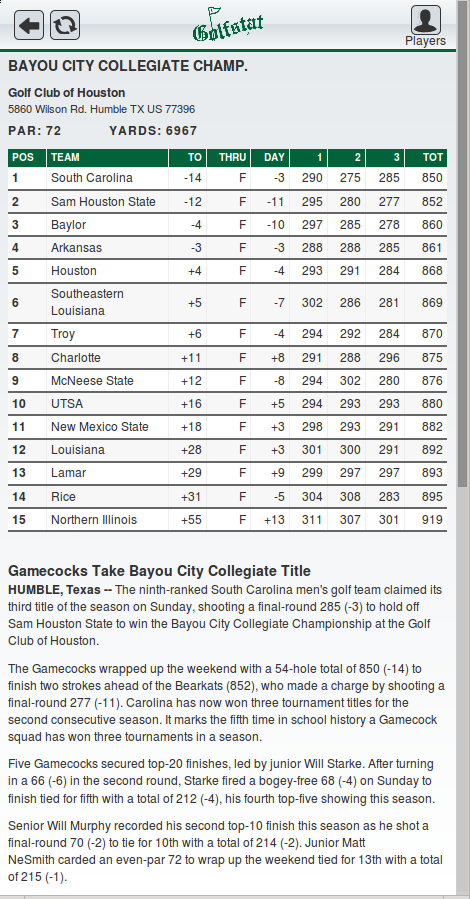 Golfstat
Players
BAYOU CITY COLLEGIATE CHAMP.
Golf Club of Houston
5860 Wilson Rd. Humble TX US 77396
PAR: 72 YARDS: 6967
POS TEAM TO THRU DAY 1 2 3 TOT
1 South Carolina -14 F -3 290 275 285 850
2 Sam Houston State -12 F -11 295 280 277 852
3 Baylor -4 F -10 297 285 278 860
4 Arkansas -3 F -3 288 288 285 861
5 Houston +4 F -4 293 291 284 868
6 Southeastern Louisiana +5 F -7 302 286 281 869
7 Troy +6 F -4 294 292 284 870
8 Charlotte +11 F +8 291 288 296 875
9 McNeese State +12 F -8 294 302 280 876
10 UTSA +16 F +5 294 293 293 880
11 New Mexico State +18 F +3 298 293 291 882
12 Louisiana +28 F +3 301 300 291 892
13 Lamar +29 F +9 299 297 297 893
14 Rice +31 F -5 304 308 283 895
15 Northern Illinois +55 F +13 311 307 301 919
Gamecocks Take Bayou City Collegiate Title
HUMBLE, Texas -- The ninth-ranked South Carolina men's golf team claimed its
third title of the season on Sunday, shooting a final-round 285 (-3) to hold off
Sam Houston State to win the Bayou City Collegiate Championship at the Golf
Club of Houston.
The Gamecocks wrapped up the weekend with a 54-hole total of 850 (-14) to
finish two strokes ahead of the Bearkats (852), who made a charge by shooting a
final-round 277 (-11). Carolina has now won three tournament titles for the
second consecutive season. It marks the fifth time in school history a Gamecock
squad has won three tournaments in a season.
Five Gamecocks secured top-20 finishes, led by junior Will Starke. After turning
in a 66 (-6) in the second round, Starke fired a bogey-free 68 (-4) on Sunday to
finish tied for fifth with a total of 212 (-4), his fourth top-five showing this season.
Senior Will Murphy recorded his second top-10 finish this season as he shot a
final-round 70 (-2) to tie for 10th with a total of 214 (-2). Junior Matt
NeSmith carded an even-par 72 to wrap up the weekend tied for 13th with a total
of 215 (-1).